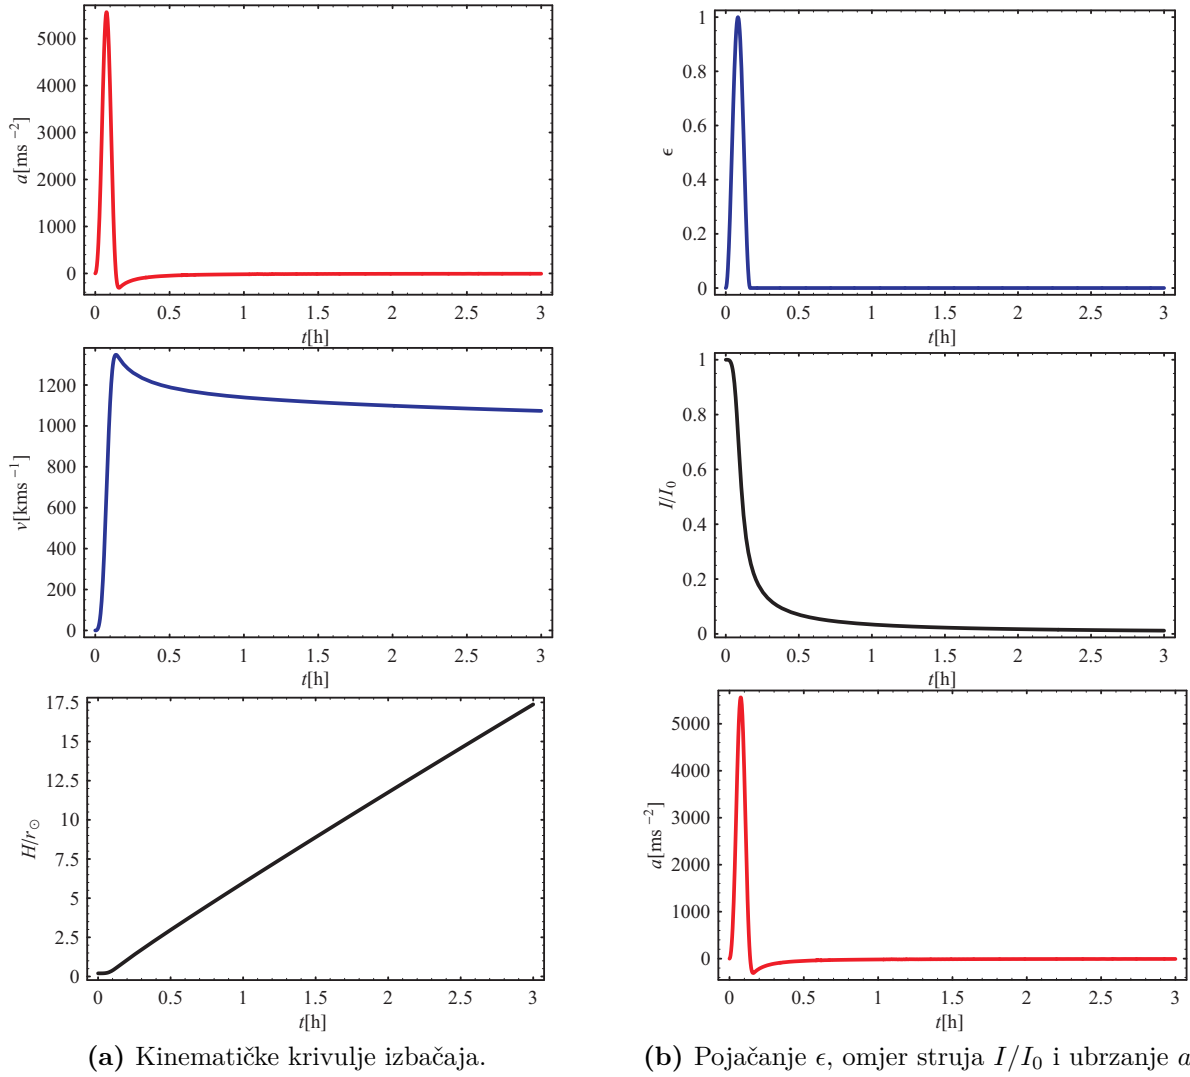 5000
4000
3000
2000
1000
0
a[ms⁻²]
0 0.5 1 1.5 2 2.5 3
t[h]
1200
1000
800
600
400
200
0
v[kms⁻¹]
0 0.5 1 1.5 2 2.5 3
t[h]
17.5
15
12.5
10
7.5
5
2.5
0
H/r☉
0 0.5 1 1.5 2 2.5 3
t[h]
(a) Kinematičke krivulje izbačaja.
1
0.8
0.6
0.4
0.2
0
ϵ
0 0.5 1 1.5 2 2.5 3
t[h]
1
0.8
0.6
0.4
0.2
0
I/I₀
0 0.5 1 1.5 2 2.5 3
t[h]
5000
4000
3000
2000
1000
0
a[ms⁻²]
0 0.5 1 1.5 2 2.5 3
t[h]
(b) Pojačanje ϵ, omjer struja I/I₀ i ubrzanje a